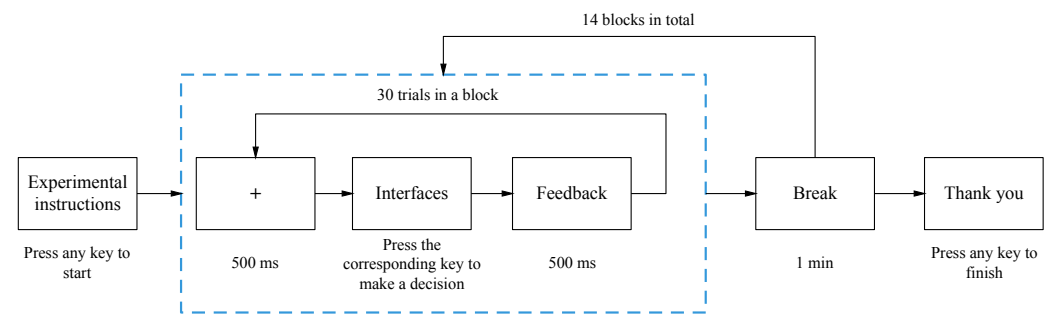 14 blocks in total
30 trials in a block
Experimental
instructions
+
Interfaces
Feedback
Break
Thank you
Press any key to
start
500 ms
Press the
corresponding key to
make a decision
500 ms
1 min
Press any key to
finish